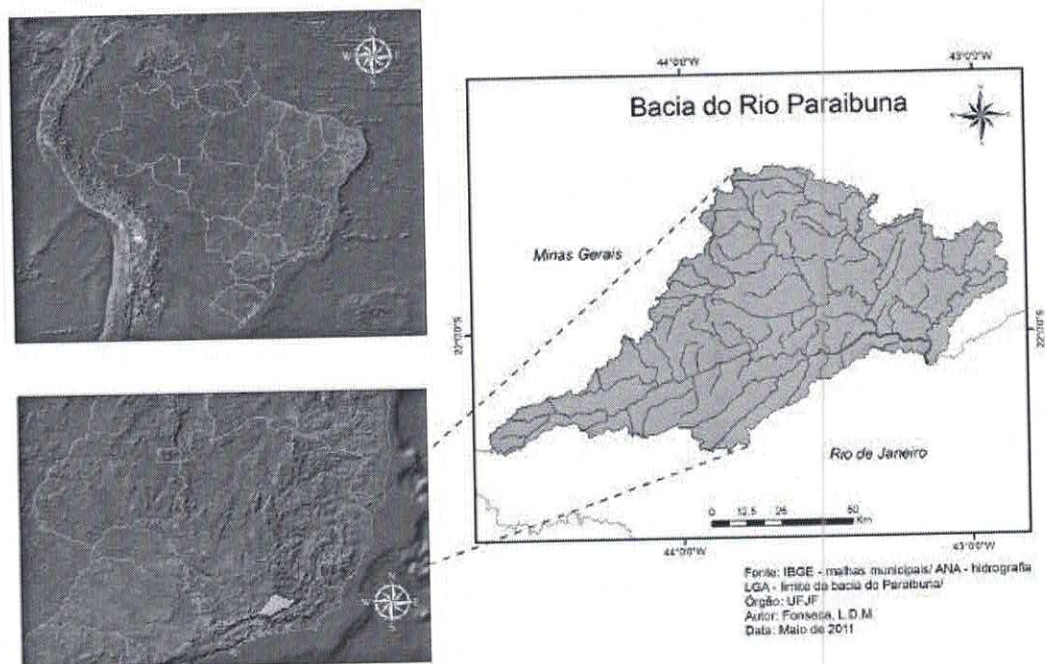 44°0'0"W
43°0'0"W
Bacia do Rio Paraibuna
Minas Gerais
22°0'0"S
22°0'0"S
Rio de Janeiro
0 12,5 25 50
Km
44°0'0"W
43°0'0"W
Fonte: IBGE - malhas municipais/ ANA - hidrografia
LGA - limite da bacia do Paraibuna/
Órgão: UFJF
Autor: Fonseca, L.D.M.
Data: Maio de 2011